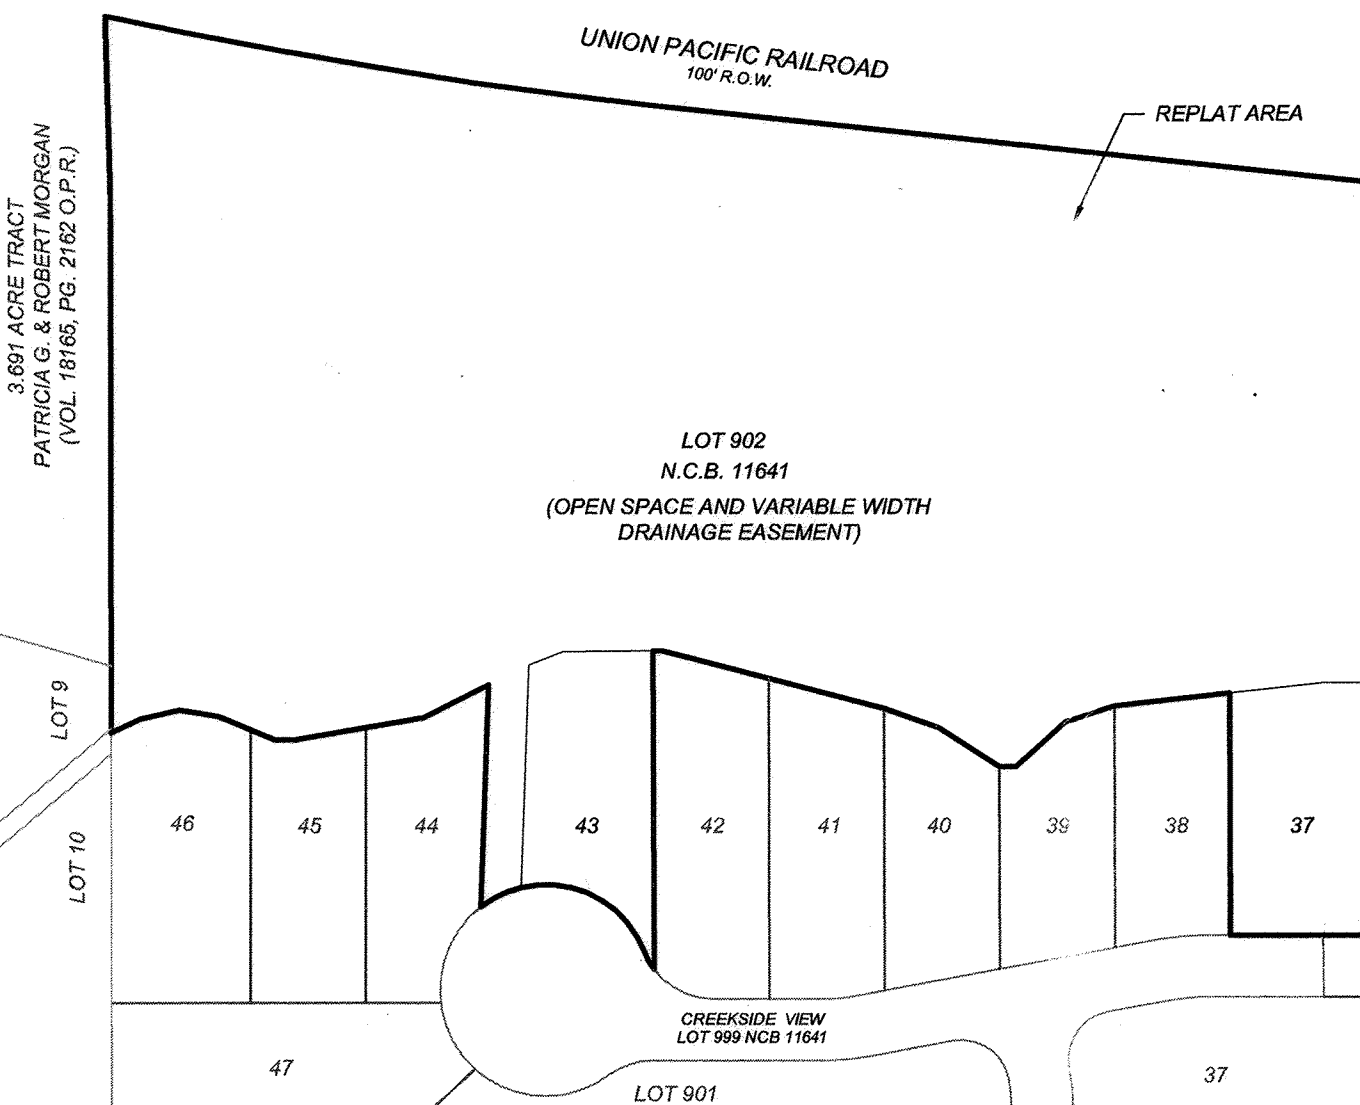 UNION PACIFIC RAILROAD
100' R.O.W.
REPLAT AREA
3.691 ACRE TRACT
PATRICIA G. & ROBERT MORGAN
(VOL. 18165, PG. 2162 O.P.R.)
LOT 902
N.C.B. 11641
(OPEN SPACE AND VARIABLE WIDTH
DRAINAGE EASEMENT)
LOT 9
LOT 10
46
45
44
43
42
41
40
39
38
37
CREEKSIDE VIEW
LOT 999 NCB 11641
47
LOT 901
37